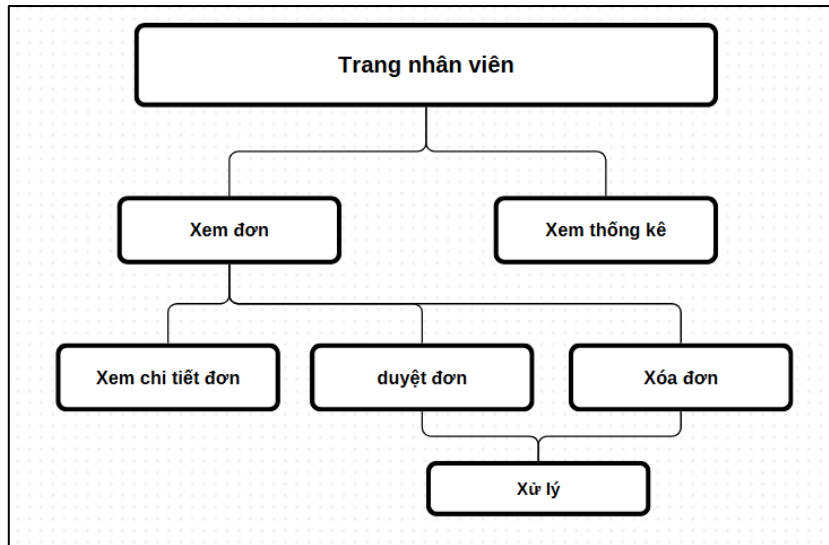 Trang nhân viên
Xem đơn
Xem thống kê
Xem chi tiết đơn
duyệt đơn
Xóa đơn
Xử lý